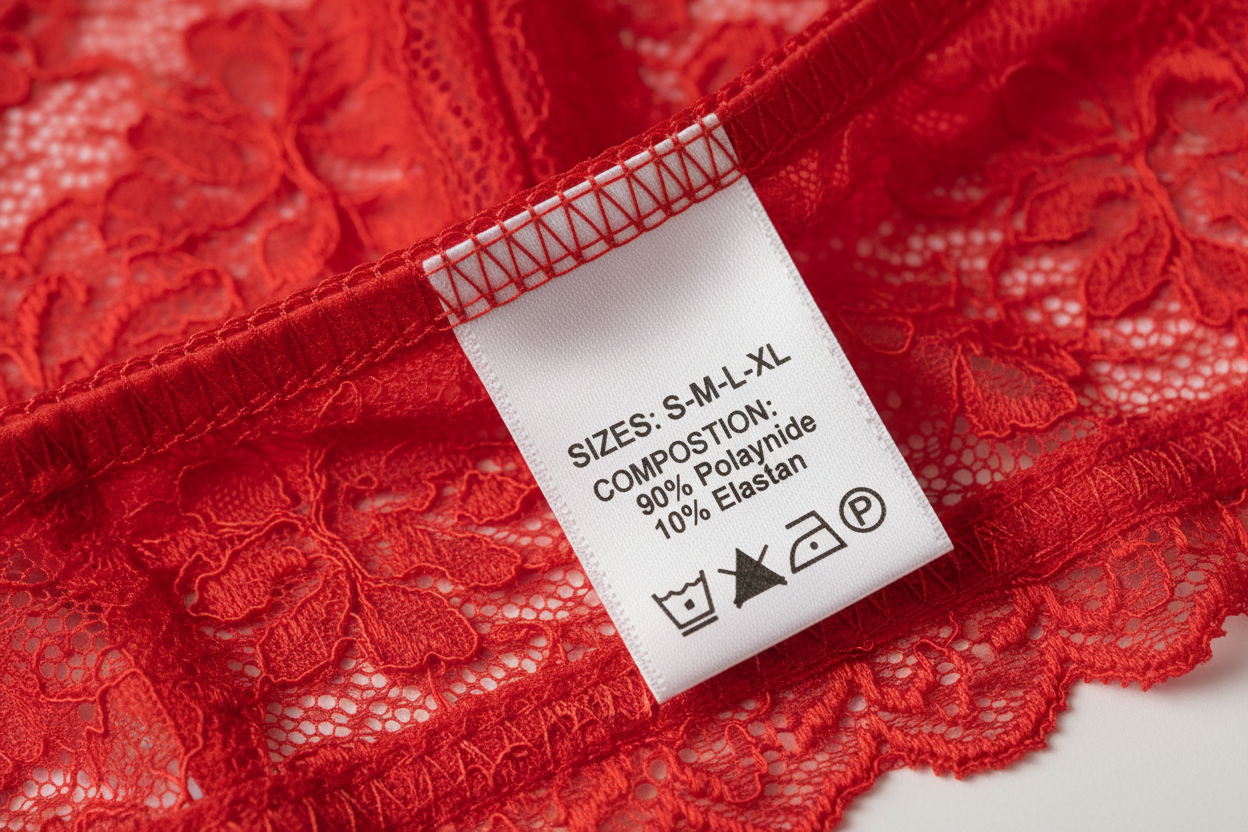 SIZES: S-M-L-XL
COMPOSTION:
90% Polaynide
10% Elastan
P